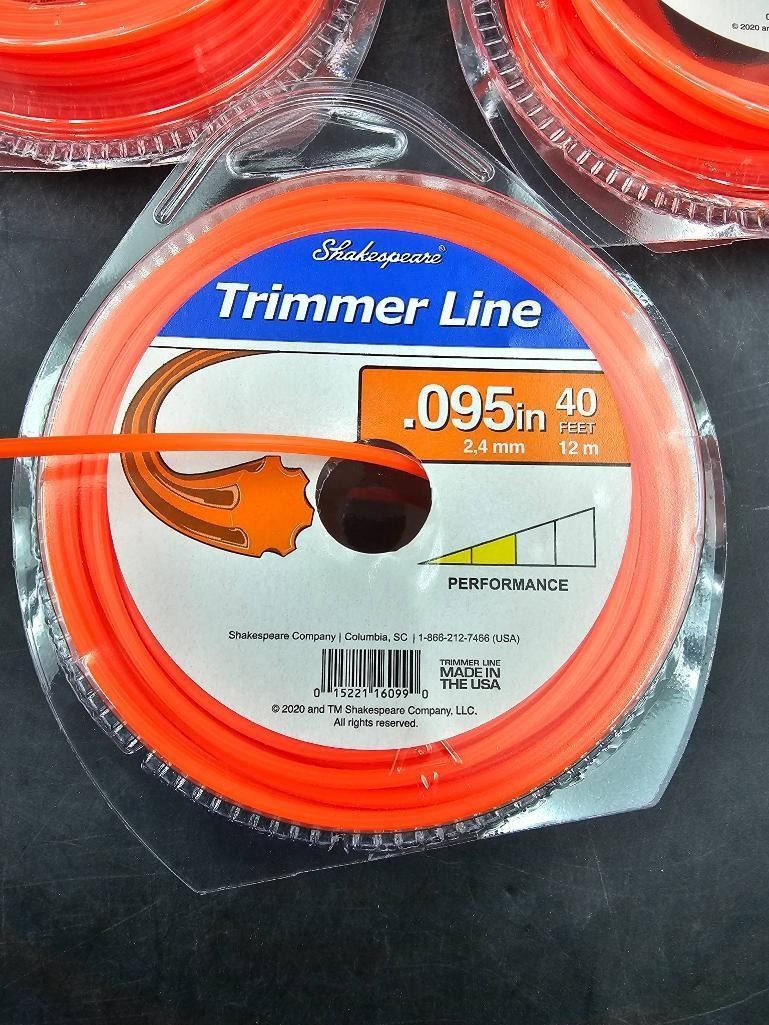 © 2020 an
Shakespeare®
Trimmer Line
.095in 40
FEET
2,4 mm 12 m
PERFORMANCE
Shakespeare Company | Columbia, SC | 1-866-212-7466 (USA)
TRIMMER LINE
MADE IN
THE USA
0 15221 16099 0
© 2020 and TM Shakespeare Company, LLC.
All rights reserved.